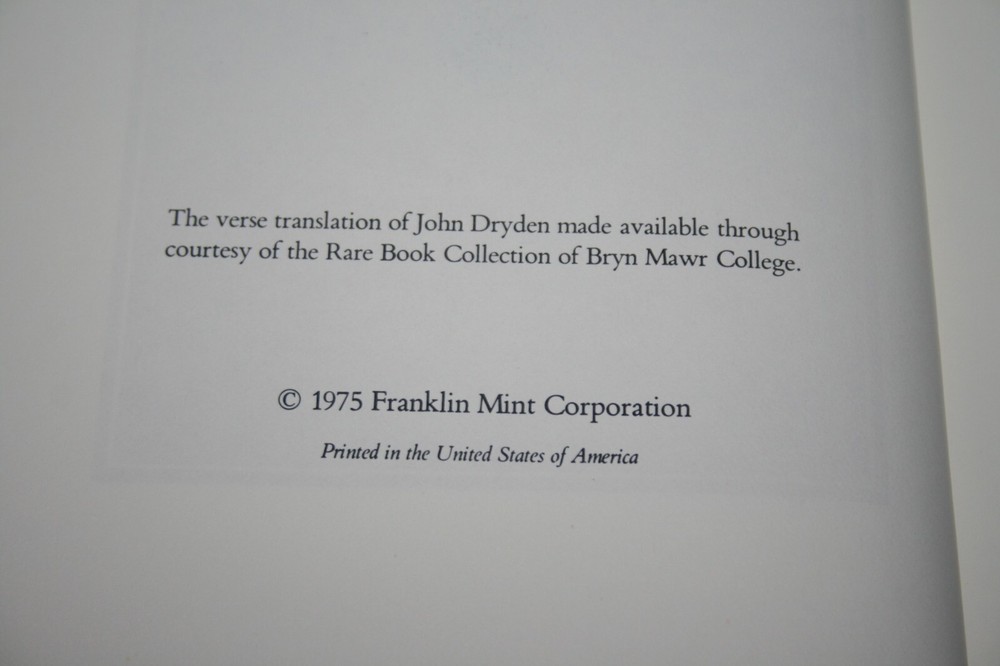 The verse translation of John Dryden made available through
courtesy of the Rare Book Collection of Bryn Mawr College.
© 1975 Franklin Mint Corporation
Printed in the United States of America